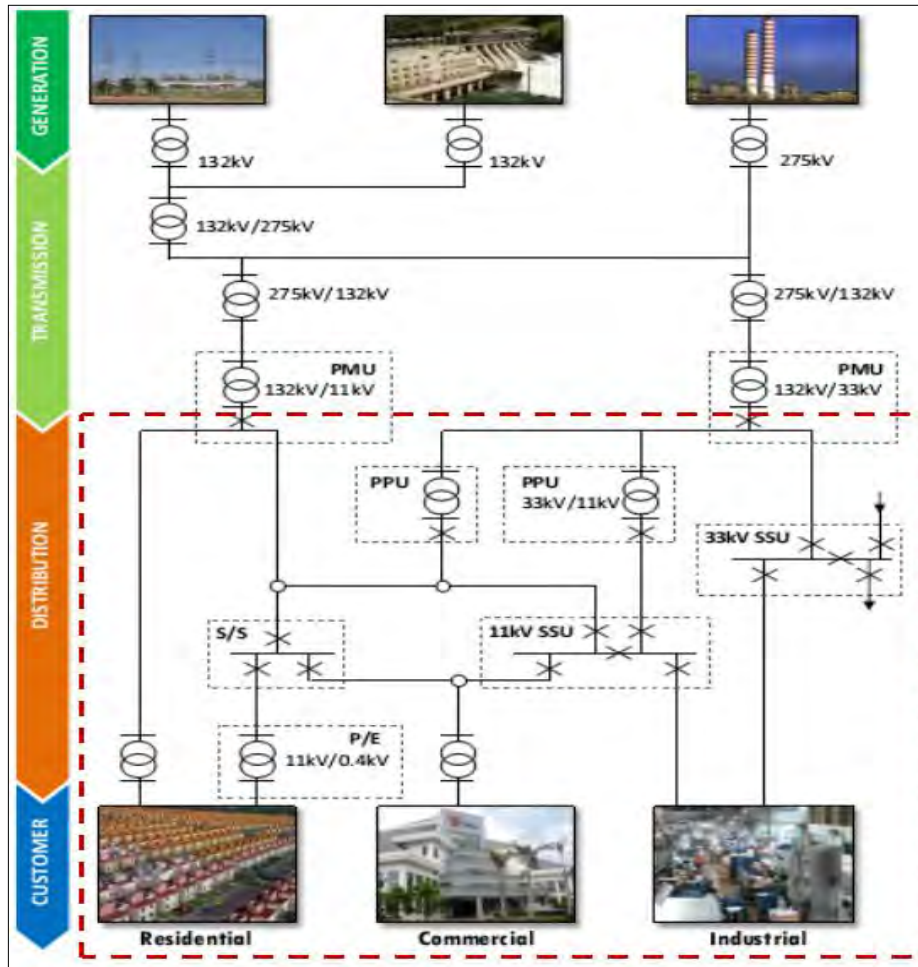 GENERATION
132kV
132kV
275kV
132kV/275kV
TRANSMISSION
275kV/132kV
275kV/132kV
PMU
132kV/11kV
PMU
132kV/33kV
DISTRIBUTION
PPU
PPU
33kV/11kV
33kV SSU
S/S
11kV SSU
P/E
11kV/0.4kV
CUSTOMER
Residential
Commercial
Industrial